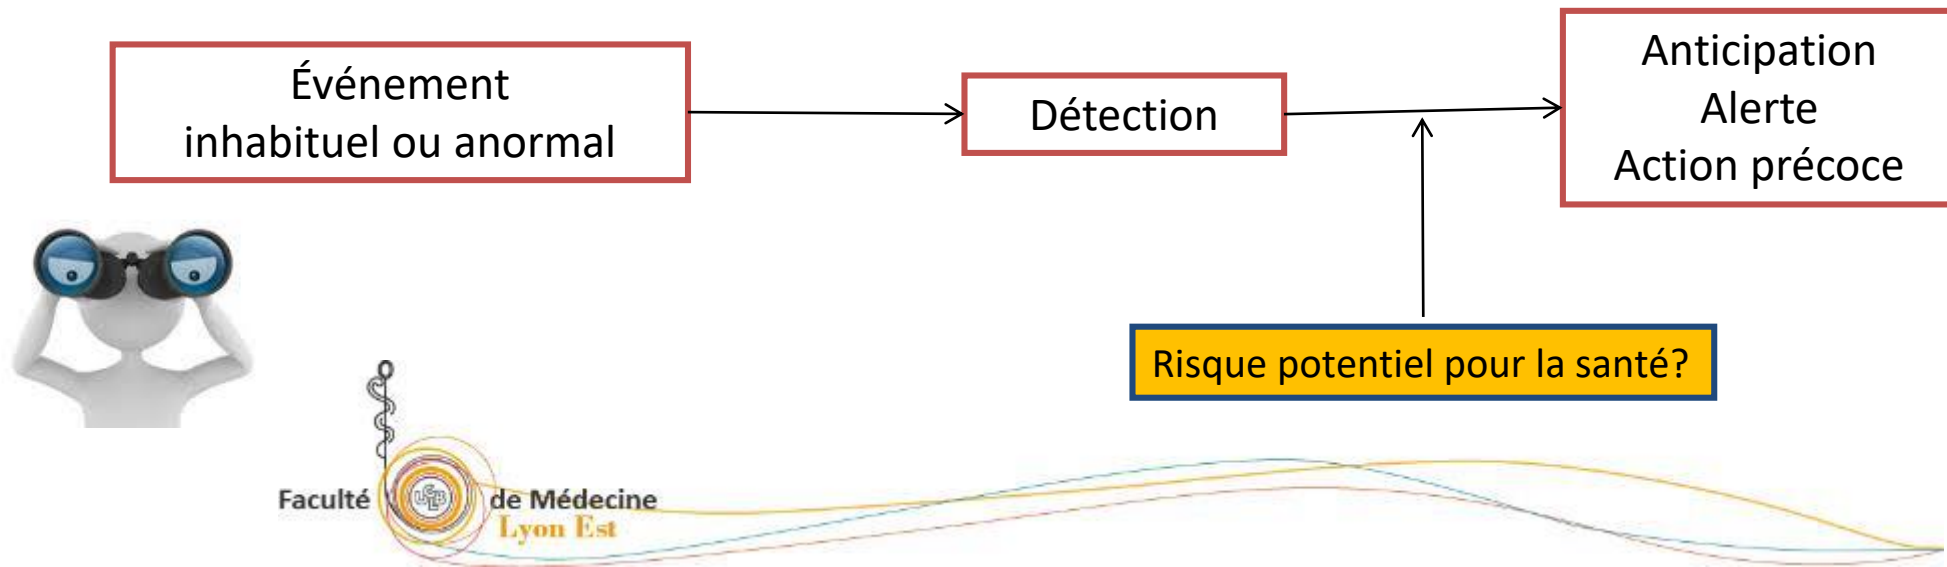 Événement
inhabituel ou anormal
Détection
Anticipation
Alerte
Action précoce
Risque potentiel pour la santé?
Faculté de Médecine
Lyon Est